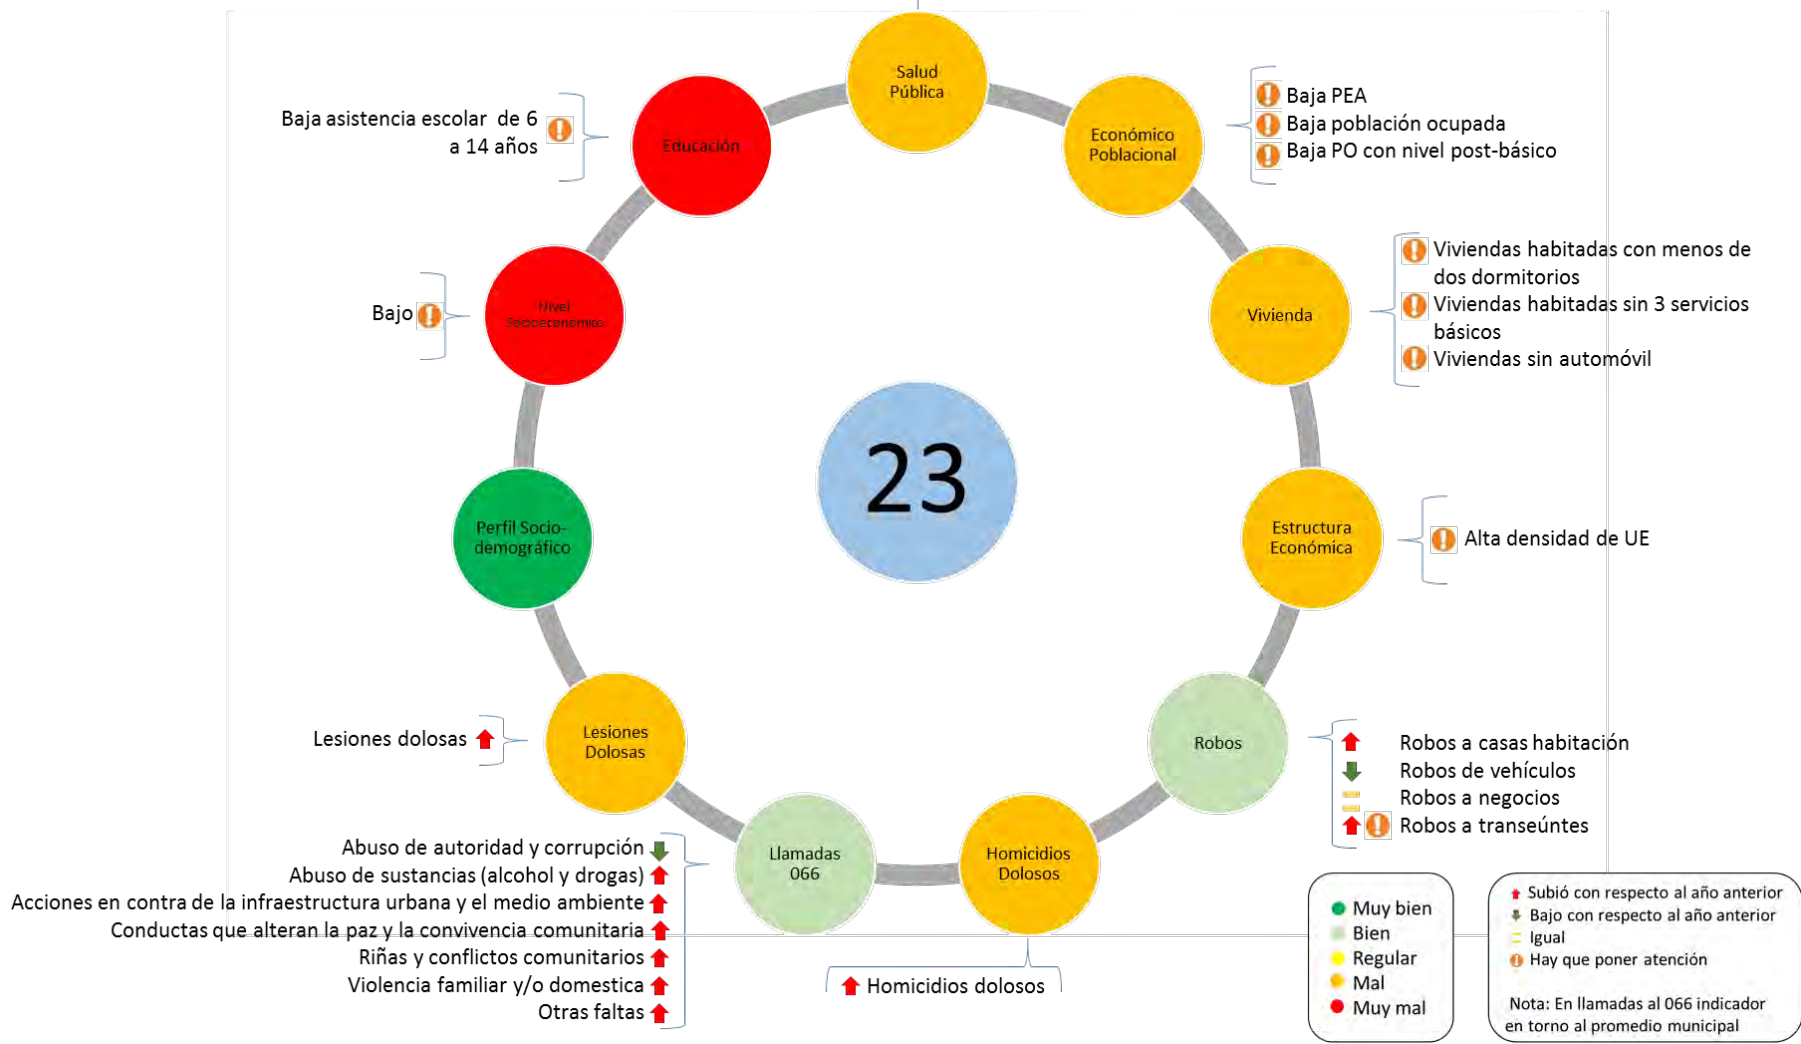 Salud
Pública
Económico
Poblacional
Baja PEA
Baja población ocupada
Baja PO con nivel post-básico
Baja asistencia escolar de 6
a 14 años
Educación
Vivienda
Viviendas habitadas con menos de
dos dormitorios
Viviendas habitadas sin 3 servicios
básicos
Viviendas sin automóvil
Bajo
Nivel
Socioeconómico
23
Perfil Socio-
demográfico
Estructura
Económica
Alta densidad de UE
Lesiones dolosas
Lesiones
Dolosas
Robos
Robos a casas habitación
Robos de vehículos
Robos a negocios
Robos a transeúntes
Abuso de autoridad y corrupción
Abuso de sustancias (alcohol y drogas)
Acciones en contra de la infraestructura urbana y el medio ambiente
Conductas que alteran la paz y la convivencia comunitaria
Riñas y conflictos comunitarios
Violencia familiar y/o domestica
Otras faltas
Llamadas
066
Homicidios
Dolosos
Homicidios dolosos
Muy bien
Bien
Regular
Mal
Muy mal
Subió con respecto al año anterior
Bajo con respecto al año anterior
Igual
Hay que poner atención
Nota: En llamadas al 066 indicador
en torno al promedio municipal